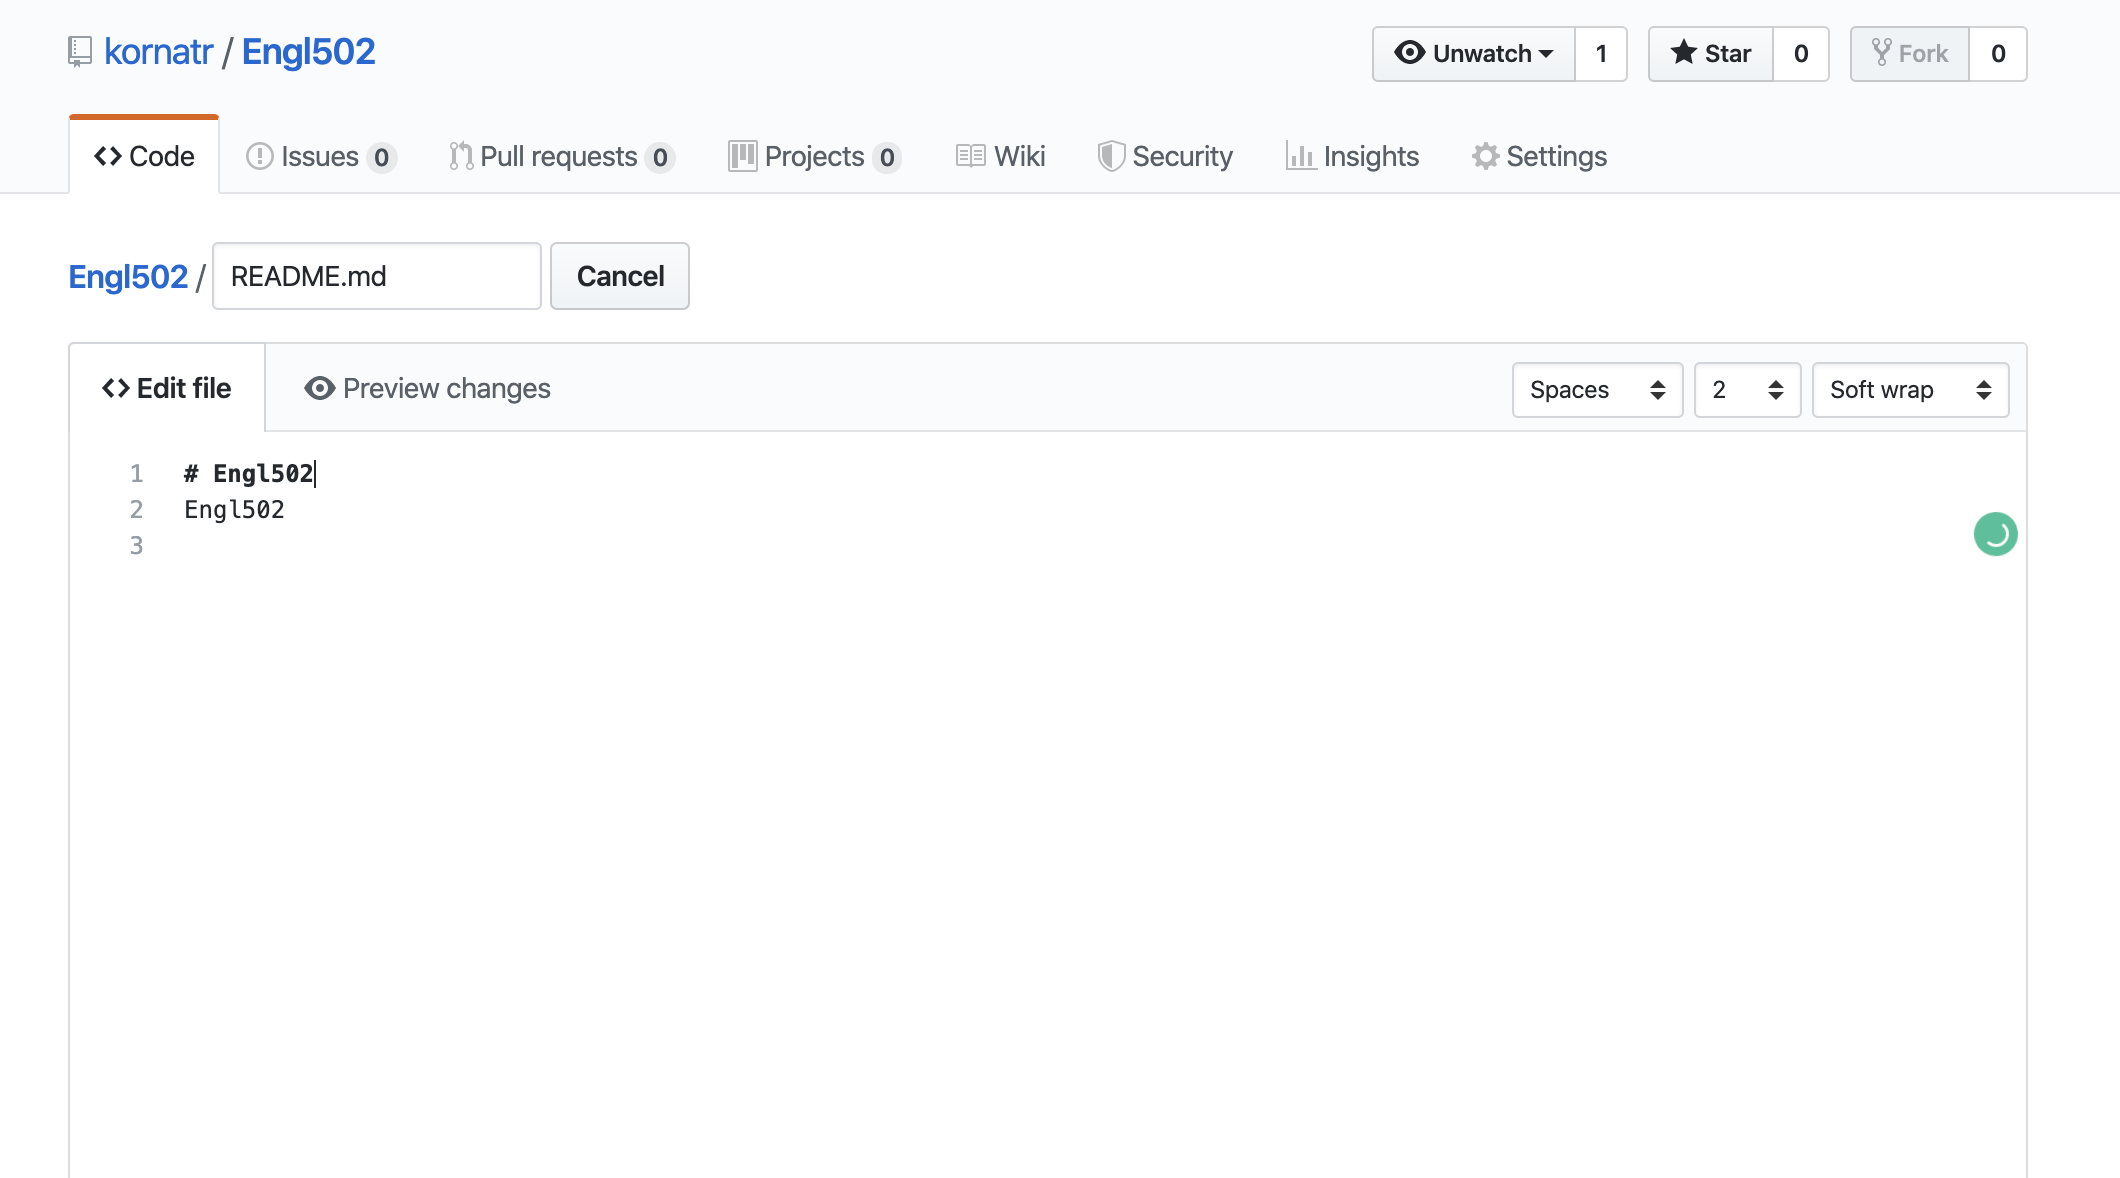 kornatr / Engl502 Unwatch 1 Star 0 Fork 0
Code Issues 0 Pull requests 0 Projects 0 Wiki Security Insights Settings
Engl502 / README.md Cancel
Edit file Preview changes Spaces 2 Soft wrap
1 # Engl502
2 Engl502
3